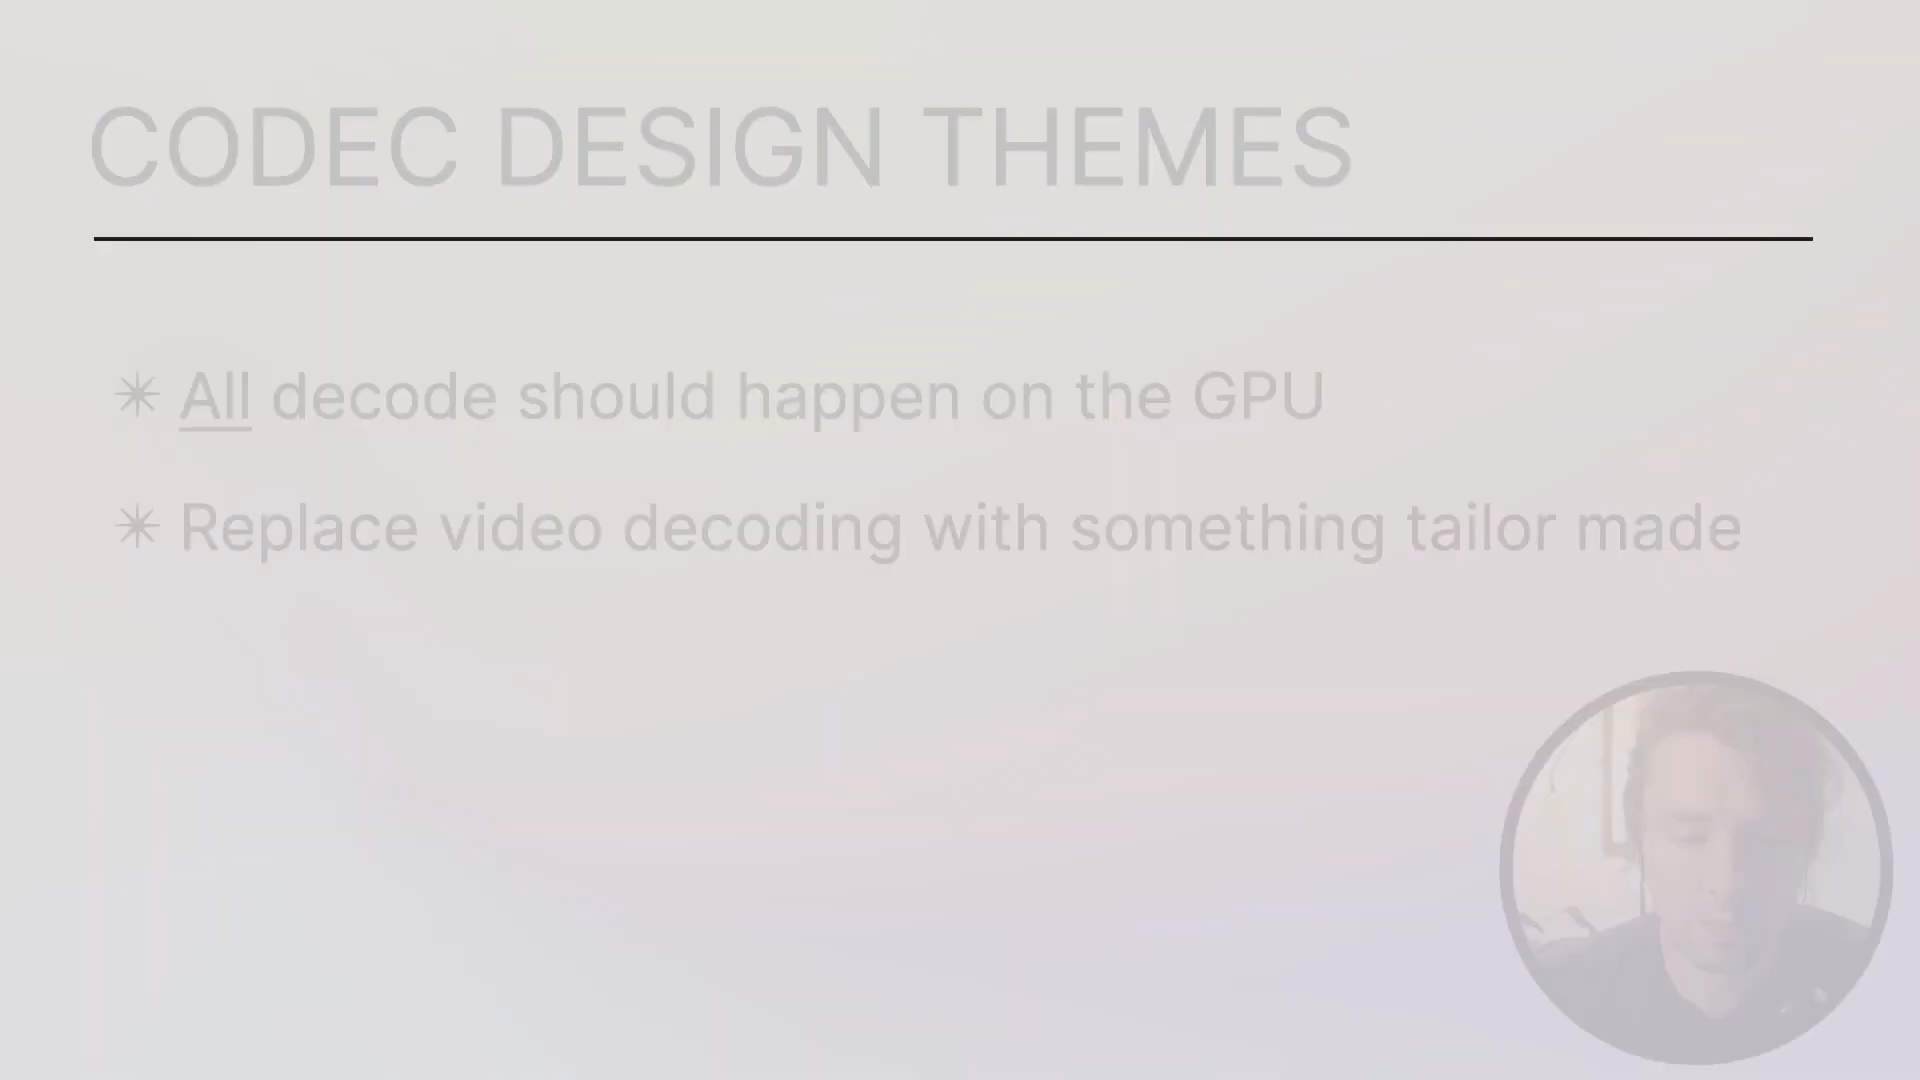 CODEC DESIGN THEMES
✴ All decode should happen on the GPU
✴ Replace video decoding with something tailor made